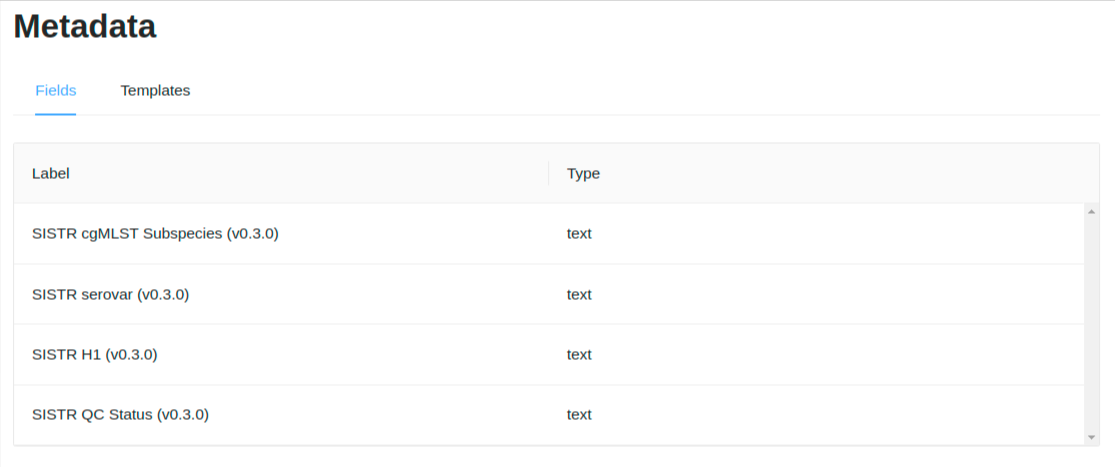 Metadata
Fields Templates
Label Type
SISTR cgMLST Subspecies (v0.3.0) text
SISTR serovar (v0.3.0) text
SISTR H1 (v0.3.0) text
SISTR QC Status (v0.3.0) text